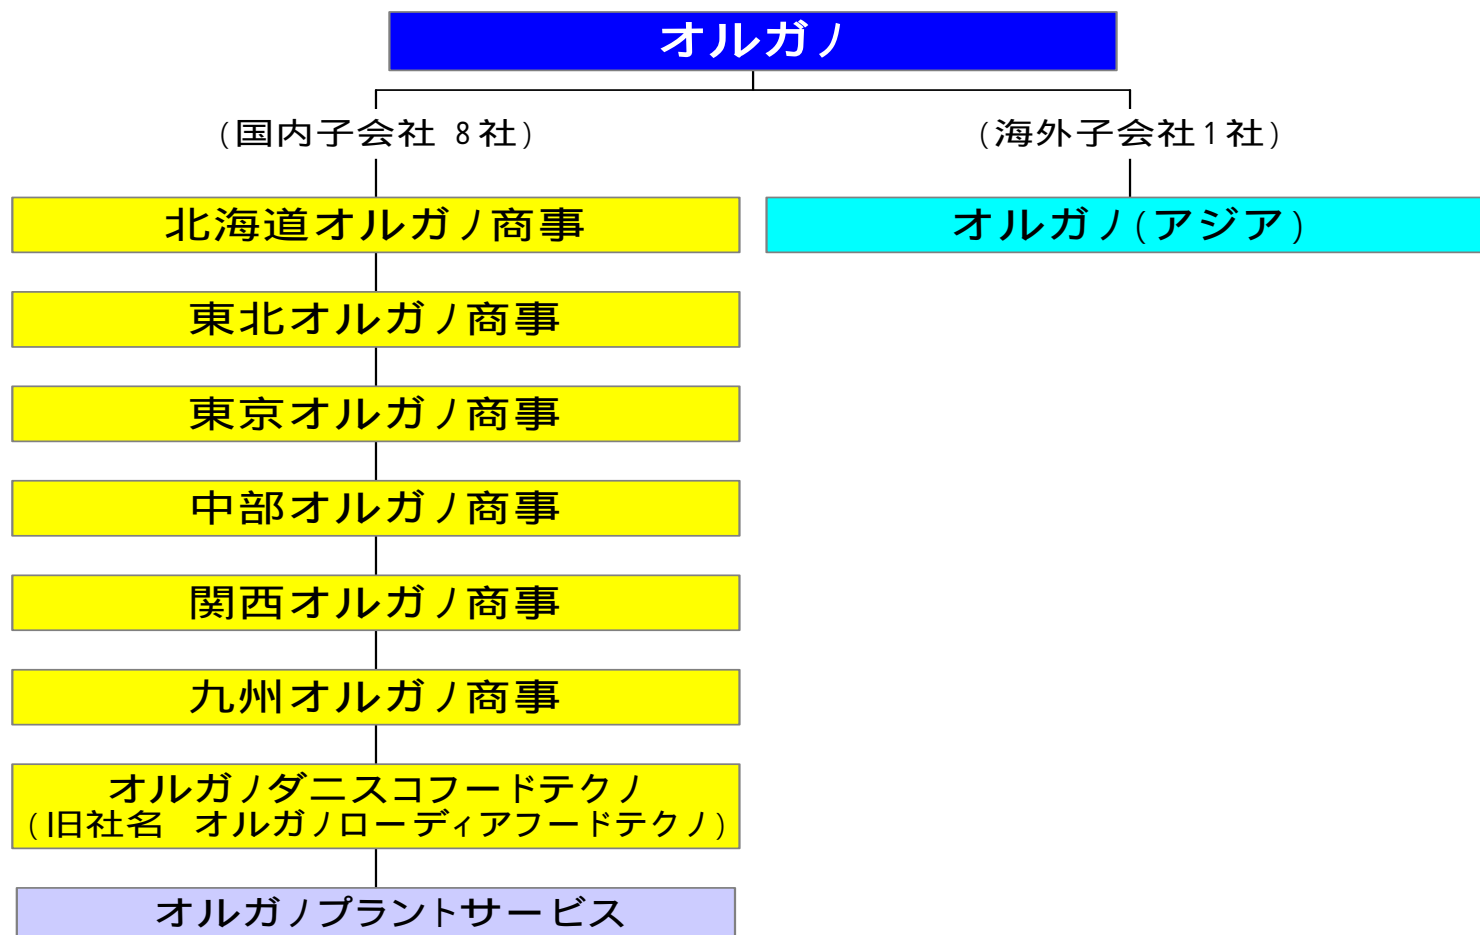 オルガノ
(国内子会社 8社)
(海外子会社1社)
北海道オルガノ商事
オルガノ(アジア)
東北オルガノ商事
東京オルガノ商事
中部オルガノ商事
関西オルガノ商事
九州オルガノ商事
オルガノダニスコフードテクノ
(旧社名 オルガノローディアフードテクノ)
オルガノプラントサービス